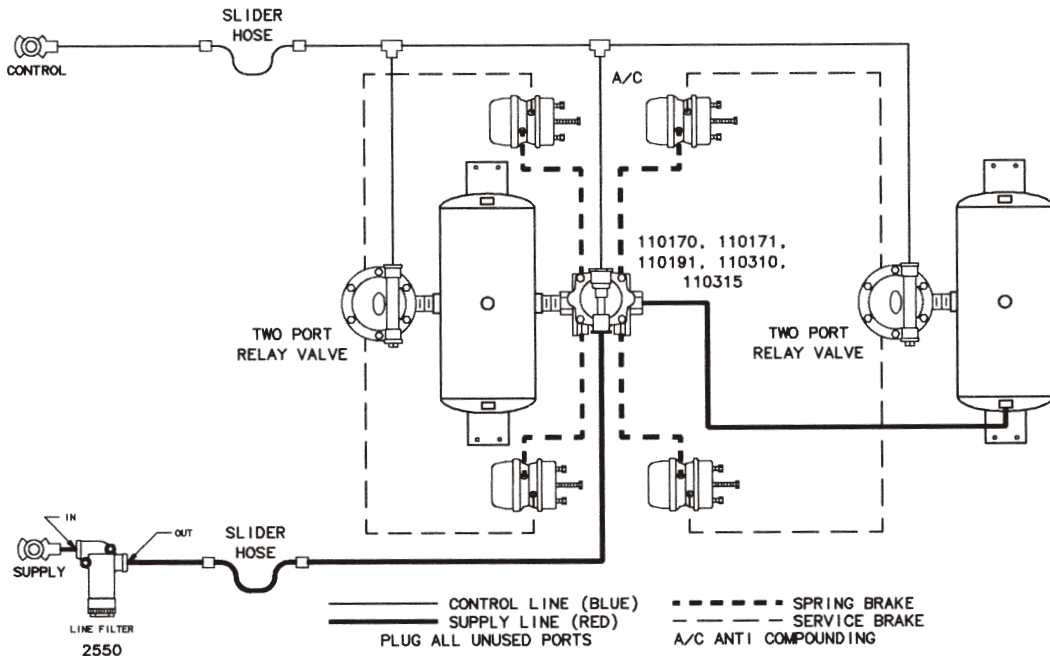 SLIDER
HOSE
CONTROL
A/C
110170, 110171,
110191, 110310,
110315
TWO PORT
RELAY VALVE
TWO PORT
RELAY VALVE
IN
OUT
SLIDER
HOSE
SUPPLY
LINE FILTER
2550
CONTROL LINE (BLUE)
SUPPLY LINE (RED)
PLUG ALL UNUSED PORTS
SPRING BRAKE
SERVICE BRAKE
A/C ANTI COMPOUNDING